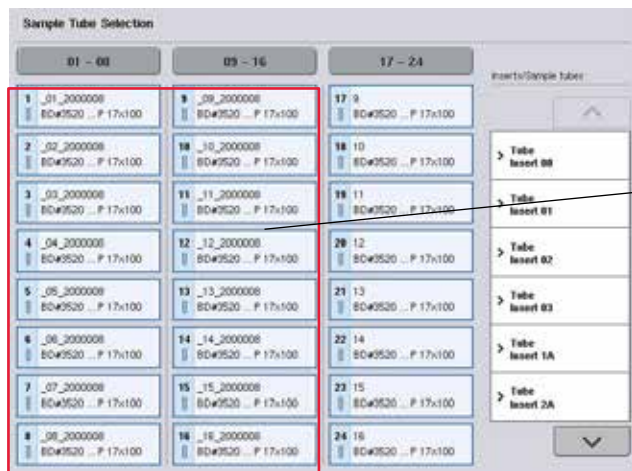 Sample Tube Selection
01 - 08
09 - 16
17 - 24
Inserts/Sample tubes
1 _01_2000008
BD#3520 ... P 17x100
9 _09_2000008
BD#3520 ... P 17x100
17 9
BD#3520 ... P 17x100
2 _02_2000008
BD#3520 ... P 17x100
10 _10_2000008
BD#3520 ... P 17x100
18 10
BD#3520 ... P 17x100
3 _03_2000008
BD#3520 ... P 17x100
11 _11_2000008
BD#3520 ... P 17x100
19 11
BD#3520 ... P 17x100
4 _04_2000008
BD#3520 ... P 17x100
12 _12_2000008
BD#3520 ... P 17x100
20 12
BD#3520 ... P 17x100
5 _05_2000008
BD#3520 ... P 17x100
13 _13_2000008
BD#3520 ... P 17x100
21 13
BD#3520 ... P 17x100
6 _06_2000008
BD#3520 ... P 17x100
14 _14_2000008
BD#3520 ... P 17x100
22 14
BD#3520 ... P 17x100
7 _07_2000008
BD#3520 ... P 17x100
15 _15_2000008
BD#3520 ... P 17x100
23 15
BD#3520 ... P 17x100
8 _08_2000008
BD#3520 ... P 17x100
16 _16_2000008
BD#3520 ... P 17x100
24 16
BD#3520 ... P 17x100
Tube
Insert 00
Tube
Insert 01
Tube
Insert 02
Tube
Insert 03
Tube
Insert 1A
Tube
Insert 2A